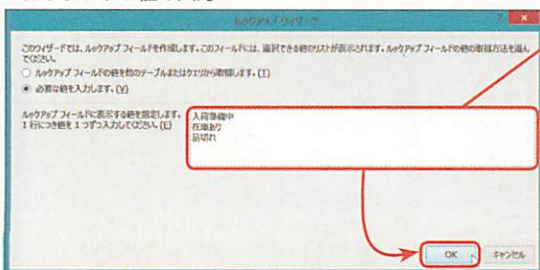 ルックアップ ウィザード
このウィザードでは、ルックアップ フィールドを作成します。このフィールドには、選択できる値のリストが表示されます。ルックアップ フィールドの値の取得方法を選ん
でください。
ルックアップ フィールドの値を他のテーブルまたはクエリから取得します。(T)
必要な値を入力します。(V)
ルックアップ フィールドに表示する値を指定します。
1 行につき値を 1 つずつ入力してください。(E)
入荷準備中
在庫あり
品切れ
OK
キャンセル